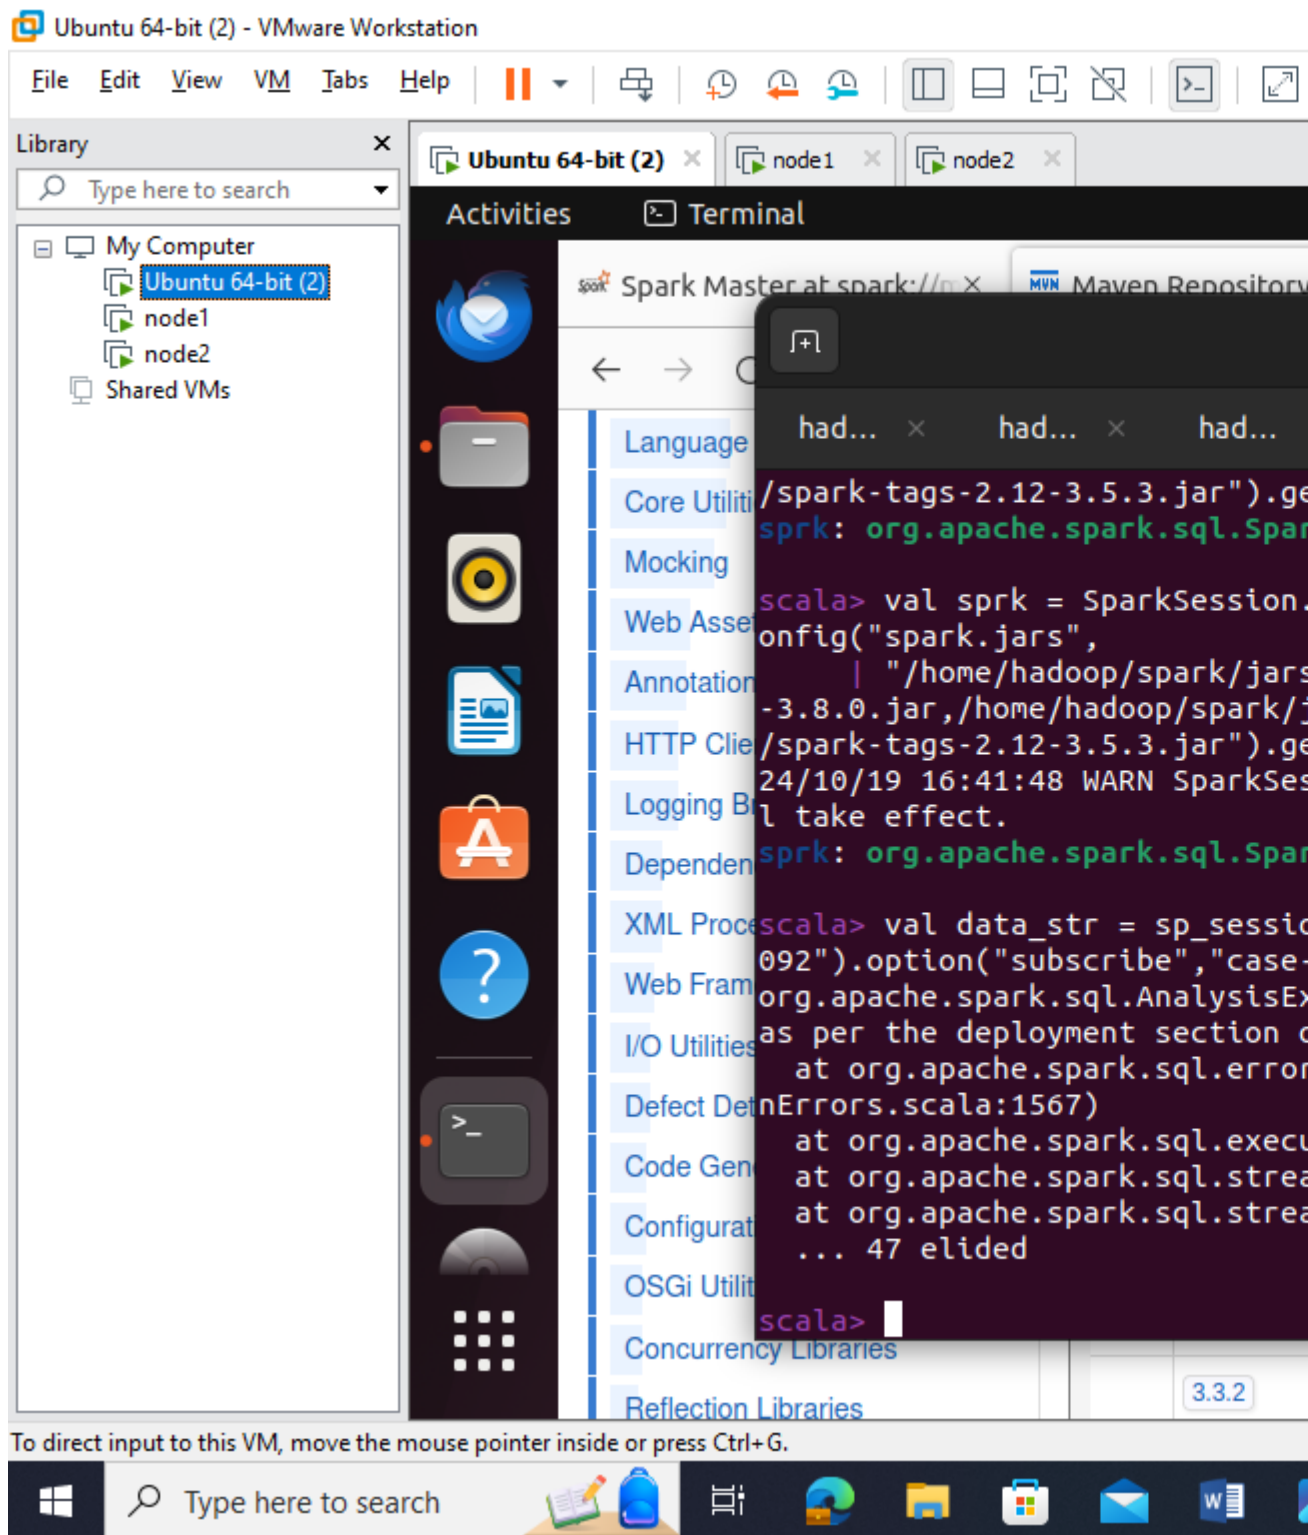 Ubuntu 64-bit (2) - VMware Workstation
File Edit View VM Tabs Help
Library
Type here to search
My Computer
Ubuntu 64-bit (2)
node1
node2
Shared VMs
Ubuntu 64-bit (2) node1 node2
Activities Terminal
Spark Master at spark://m
MVN Maven Repository
Language
Core Utiliti
Mocking
Web Asset
Annotation
HTTP Clie
Logging Br
Dependen
XML Proce
Web Fram
I/O Utilities
Defect Det
Code Gen
Configurat
OSGi Utilit
Concurrency Libraries
Reflection Libraries
had... had... had...
/spark-tags-2.12-3.5.3.jar").ge
sprk: org.apache.spark.sql.Spar
scala> val sprk = SparkSession.
onfig("spark.jars",
| "/home/hadoop/spark/jars
-3.8.0.jar,/home/hadoop/spark/j
/spark-tags-2.12-3.5.3.jar").ge
24/10/19 16:41:48 WARN SparkSes
l take effect.
sprk: org.apache.spark.sql.Spar
scala> val data_str = sp_sessio
092").option("subscribe","case-
org.apache.spark.sql.AnalysisEx
as per the deployment section o
at org.apache.spark.sql.error
nErrors.scala:1567)
at org.apache.spark.sql.execu
at org.apache.spark.sql.strea
at org.apache.spark.sql.strea
... 47 elided
scala>
3.3.2
To direct input to this VM, move the mouse pointer inside or press Ctrl+G.
Type here to search